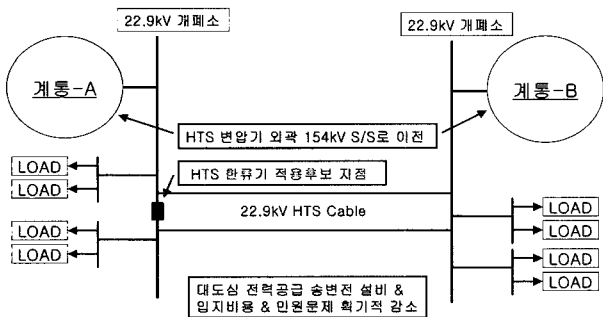 22.9kV 개폐소
22.9kV 개폐소
계통-A
계통-B
HTS 변압기 외곽 154kV S/S로 이전
LOAD
LOAD
HTS 한류기 적용후보 지점
22.9kV HTS Cable
LOAD
LOAD
LOAD
LOAD
LOAD
LOAD
대도심 전력공급 송변전 설비 &
입지비용 & 민원문제 획기적 감소